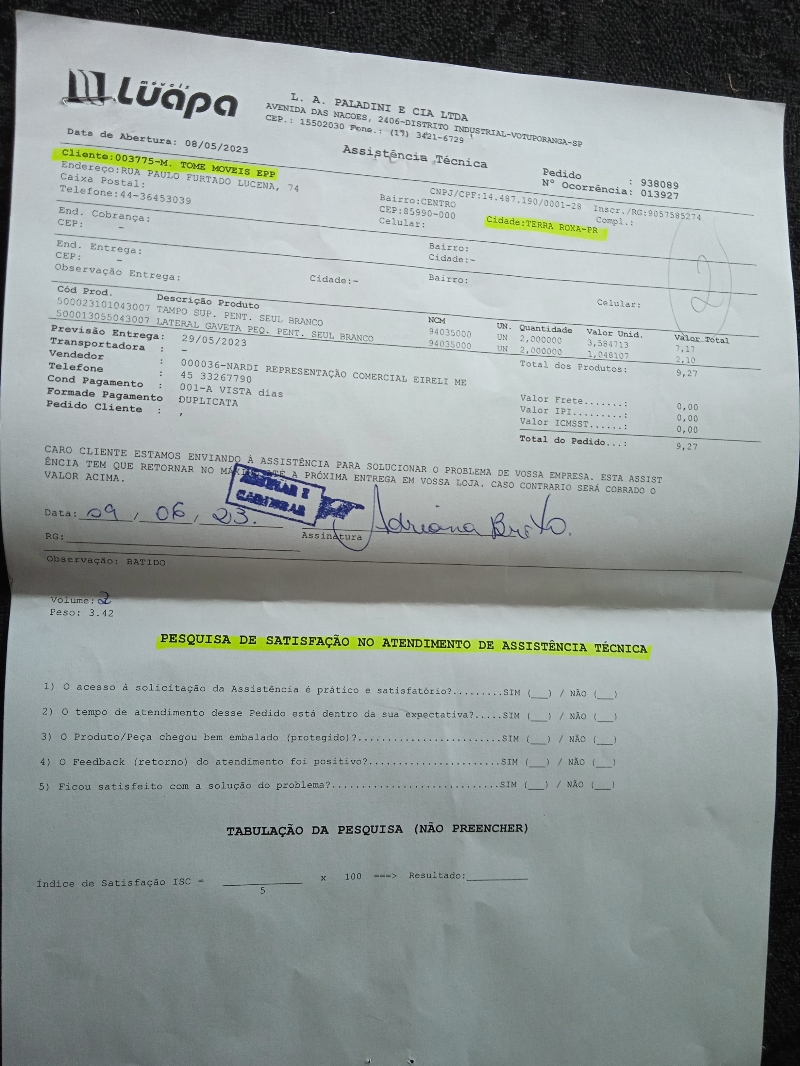 móveis
Lüapa
L. A. PALADINI E CIA LTDA
AVENIDA DAS NACOES, 2406-DISTRITO INDUSTRIAL-VOTUPORANGA-SP
CEP.: 15502030 Fone.: (17) 3421-6729
Data de Abertura: 08/05/2023
Assistência Técnica
Pedido : 938089
Nº Ocorrência: 013927
Cliente:003775-M. TOME MOVEIS EPP
CNPJ/CPF:14.487.190/0001-28 Inscr./RG:9057585274
Endereço:RUA PAULO FURTADO LUCENA, 74
Bairro:CENTRO
Compl.:
Caixa Postal:
CEP:85990-000
Cidade:TERRA ROXA-PR
Telefone:44-36453039
Celular:
2
End. Cobrança:
Bairro:
CEP: -
Cidade:-
End. Entrega:
Bairro:
CEP: -
Cidade:-
Celular:
Observação Entrega:
Cód Prod. Descrição Produto NCM UN. Quantidade Valor Unid. Valor Total
500023101043007 TAMPO SUP. PENT. SEUL BRANCO 94035000 UN 2,000000 3,584713 7,17
500013055043007 LATERAL GAVETA PEQ. PENT. SEUL BRANCO 94035000 UN 2,000000 1,048107 2,10
Previsão Entrega: 29/05/2023
Total dos Produtos: 9,27
Transportadora : -
Vendedor : 000036-NARDI REPRESENTAÇÃO COMERCIAL EIRELI ME
Telefone : 45 33267790
Valor Frete.......: 0,00
Cond Pagamento : 001-A VISTA dias
Valor IPI.........: 0,00
Formade Pagamento : DUPLICATA
Valor ICMSST......: 0,00
Pedido Cliente : ,
Total do Pedido...: 9,27
CARO CLIENTE ESTAMOS ENVIANDO À ASSISTÊNCIA PARA SOLUCIONAR O PROBLEMA DE VOSSA EMPRESA. ESTA ASSIST
ÊNCIA TEM QUE RETORNAR NO A PRÓXIMA ENTREGA EM VOSSA LOJA. CASO CONTRARIO SERÁ COBRADO O
VALOR ACIMA.
ASSINAR E
CARIMBAR
Data: 09 / 06 / 23. Adriana Brito.
Assinatura
RG:
Observação: BATIDO
Volume: 2
Peso: 3.42
PESQUISA DE SATISFAÇÃO NO ATENDIMENTO DE ASSISTÊNCIA TÉCNICA
1) O acesso á solicitação da Assistência é prático e satisfatório?.........SIM (___) / NÃO (___)
2) O tempo de atendimento desse Pedido está dentro da sua expectativa?.....SIM (___) / NÃO (___)
3) O Produto/Peça chegou bem embalado (protegido)?.........................SIM (___) / NÃO (___)
4) O Feedback (retorno) do atendimento foi positivo?.......................SIM (___) / NÃO (___)
5) Ficou satisfeito com a solução do problema?.............................SIM (___) / NÃO (___)
TABULAÇÃO DA PESQUISA (NÃO PREENCHER)
Índice de Satisfação ISC = ____________ x 100 ===> Resultado:__________
5